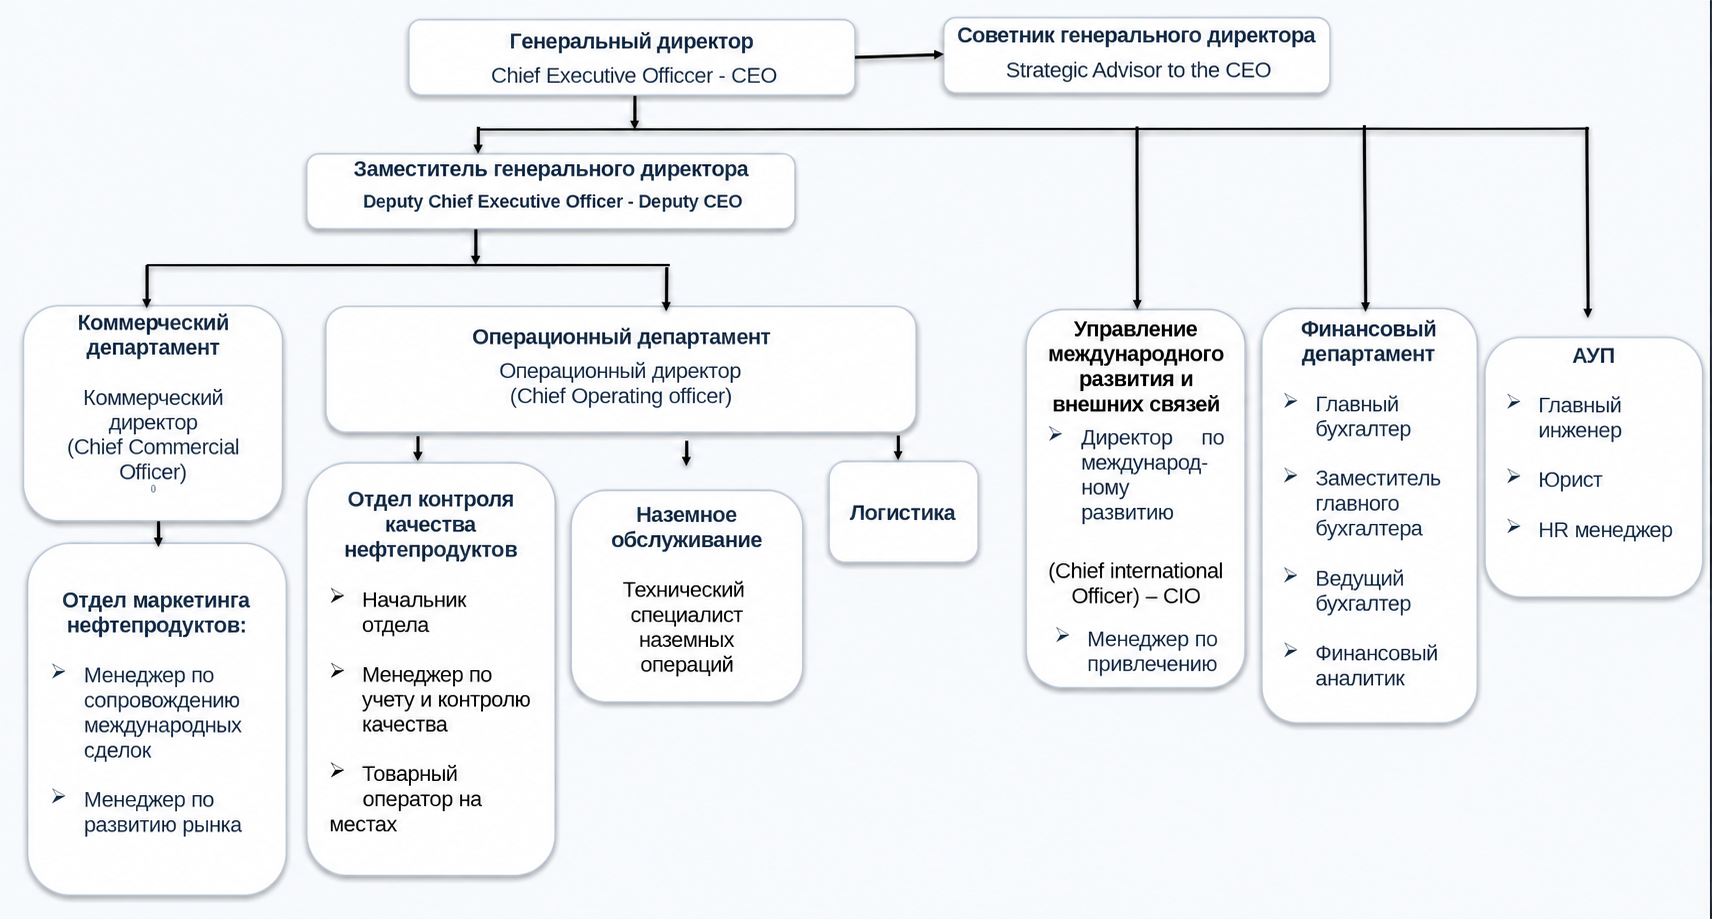 Генеральный директор
Chief Executive Officcer - CEO
Советник генерального директора
Strategic Advisor to the CEO
Заместитель генерального директора
Deputy Chief Executive Officer - Deputy CEO
Коммерческий
департамент
Коммерческий
директор
(Chief Commercial
Officer)
0
Операционный департамент
Операционный директор
(Chief Operating officer)
Управление
международного
развития и
внешних связей
Директор по
международ-
ному
развитию
(Chief international
Officer) – CIO
Менеджер по
привлечению
Финансовый
департамент
Главный
бухгалтер
Заместитель
главного
бухгалтера
Ведущий
бухгалтер
Финансовый
аналитик
АУП
Главный
инженер
Юрист
HR менеджер
Отдел маркетинга
нефтепродуктов:
Менеджер по
сопровождению
международных
сделок
Менеджер по
развитию рынка
Отдел контроля
качества
нефтепродуктов
Начальник
отдела
Менеджер по
учету и контролю
качества
Товарный
оператор на
местах
Наземное
обслуживание
Технический
специалист
наземных
операций
Логистика